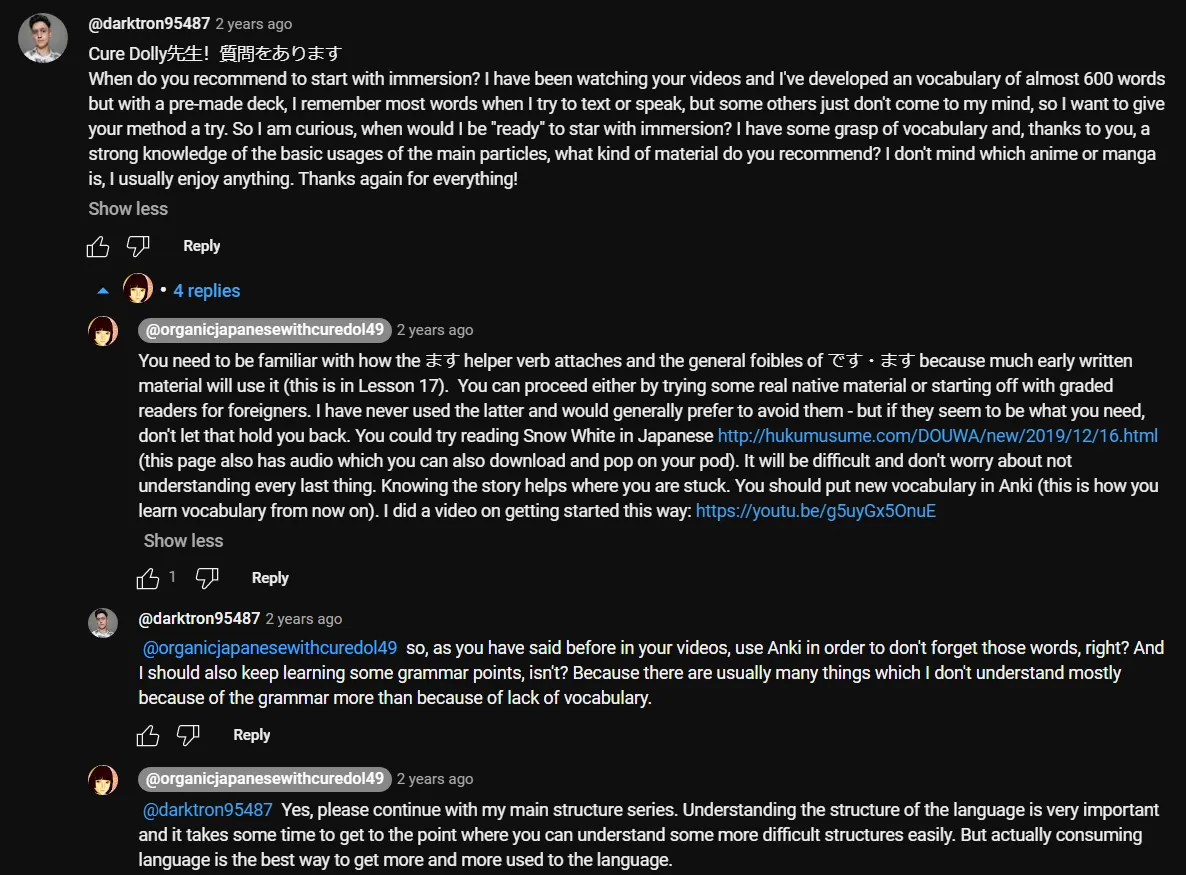 @darktron95487 2 years ago
Cure Dolly先生！質問をあります
When do you recommend to start with immersion? I have been watching your videos and I've developed an vocabulary of almost 600 words
but with a pre-made deck, I remember most words when I try to text or speak, but some others just don't come to my mind, so I want to give
your method a try. So I am curious, when would I be "ready" to star with immersion? I have some grasp of vocabulary and, thanks to you, a
strong knowledge of the basic usages of the main particles, what kind of material do you recommend? I don't mind which anime or manga
is, I usually enjoy anything. Thanks again for everything!
Show less
Reply
• 4 replies
@organicjapanesewithcuredol49 2 years ago
You need to be familiar with how the ます helper verb attaches and the general foibles of です・ます because much early written
material will use it (this is in Lesson 17). You can proceed either by trying some real native material or starting off with graded
readers for foreigners. I have never used the latter and would generally prefer to avoid them - but if they seem to be what you need,
don't let that hold you back. You could try reading Snow White in Japanese http://hukumusume.com/DOUWA/new/2019/12/16.html
(this page also has audio which you can also download and pop on your pod). It will be difficult and don't worry about not
understanding every last thing. Knowing the story helps where you are stuck. You should put new vocabulary in Anki (this is how you
learn vocabulary from now on). I did a video on getting started this way: https://youtu.be/g5uyGx5OnuE
Show less
1 Reply
@darktron95487 2 years ago
@organicjapanesewithcuredol49 so, as you have said before in your videos, use Anki in order to don't forget those words, right? And
I should also keep learning some grammar points, isn't? Because there are usually many things which I don't understand mostly
because of the grammar more than because of lack of vocabulary.
Reply
@organicjapanesewithcuredol49 2 years ago
@darktron95487 Yes, please continue with my main structure series. Understanding the structure of the language is very important
and it takes some time to get to the point where you can understand some more difficult structures easily. But actually consuming
language is the best way to get more and more used to the language.